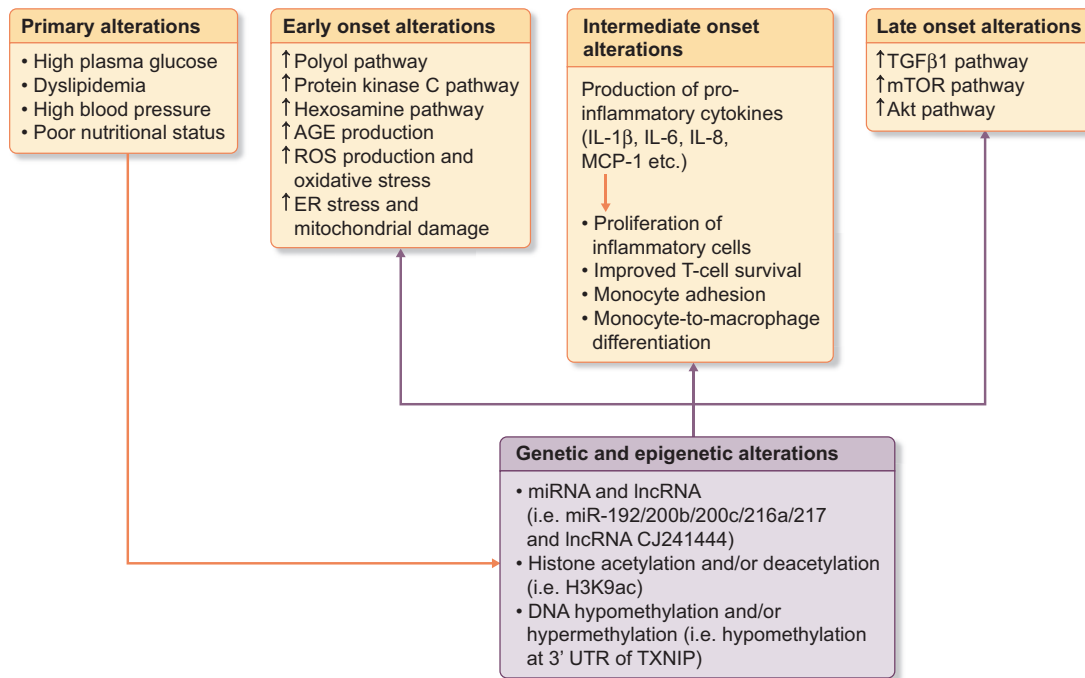 Primary alterations
• High plasma glucose
• Dyslipidemia
• High blood pressure
• Poor nutritional status
Early onset alterations
↑Polyol pathway
↑Protein kinase C pathway
↑Hexosamine pathway
↑AGE production
↑ROS production and
oxidative stress
↑ER stress and
mitochondrial damage
Intermediate onset
alterations
Production of pro-
inflammatory cytokines
(IL-1β, IL-6, IL-8,
MCP-1 etc.)
• Proliferation of
inflammatory cells
• Improved T-cell survival
• Monocyte adhesion
• Monocyte-to-macrophage
differentiation
Late onset alterations
↑TGFβ1 pathway
↑mTOR pathway
↑Akt pathway
Genetic and epigenetic alterations
• miRNA and lncRNA
(i.e. miR-192/200b/200c/216a/217
and lncRNA CJ241444)
• Histone acetylation and/or deacetylation
(i.e. H3K9ac)
• DNA hypomethylation and/or
hypermethylation (i.e. hypomethylation
at 3’ UTR of TXNIP)